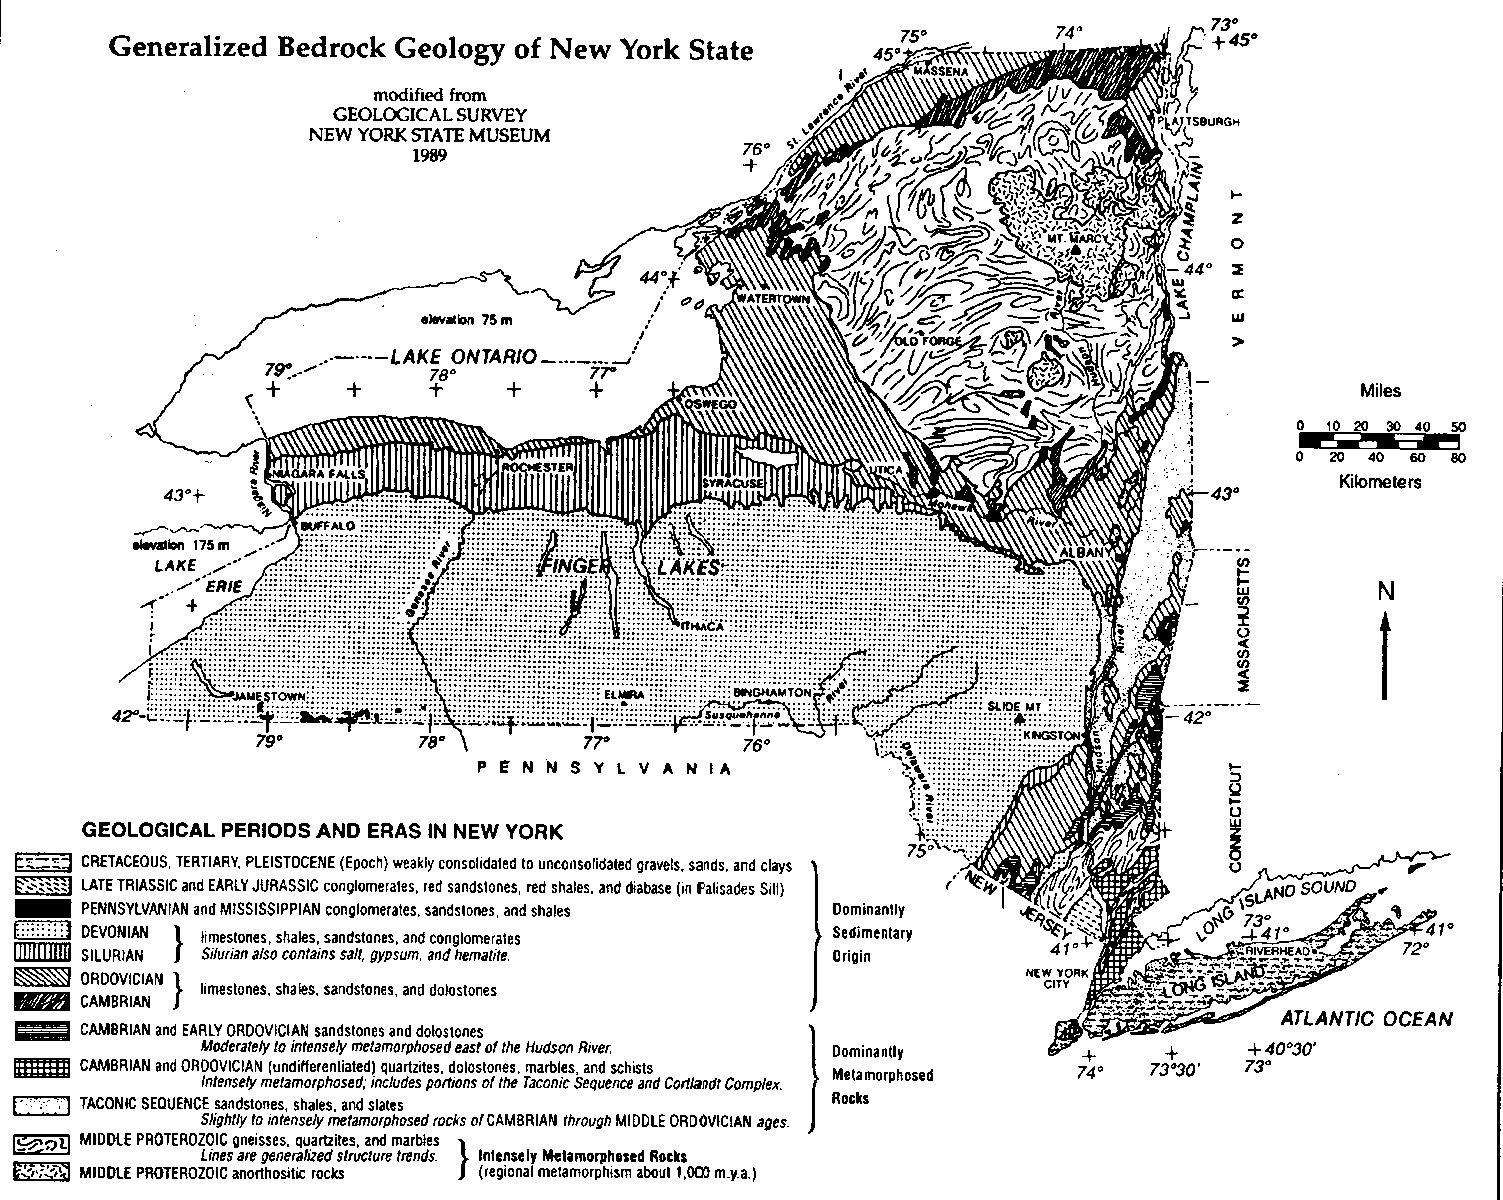 Generalized Bedrock Geology of New York State
modified from
GEOLOGICAL SURVEY
NEW YORK STATE MUSEUM
1989
75°
74°
73°
45°
45°
MASSENA
St. Lawrence River
PLATTSBURGH
76°
LAKE CHAMPLAIN
VERMONT
MT. MARCY
44°
44°
WATERTOWN
elevation 75 m
LAKE ONTARIO
River
Hudson
OLD FORGE
79°
78°
77°
OSWEGO
Miles
0 10 20 30 40 50
0 20 40 60 80
Kilometers
NIAGARA FALLS
ROCHESTER
SYRACUSE
UTICA
Niagara River
43°
43°
Mohawk
River
BUFFALO
elevation 175 m
LAKE
ERIE
ALBANY
Genesee River
FINGER LAKES
ITHACA
River
MASSACHUSETTS
N
JAMESTOWN
ELMIRA
BINGHAMTON
River
Susquehanna
SLIDE MT
KINGSTON
Hudson
42°
42°
79°
78°
77°
76°
PENNSYLVANIA
Delaware River
CONNECTICUT
75°
NEW
JERSEY
41°
NEW YORK
CITY
LONG ISLAND SOUND
73°
41°
41°
72°
RIVERHEAD
LONG ISLAND
ATLANTIC OCEAN
40°30'
74°
73°30'
73°
GEOLOGICAL PERIODS AND ERAS IN NEW YORK
CRETACEOUS, TERTIARY, PLEISTOCENE (Epoch) weakly consolidated to unconsolidated gravels, sands, and clays
LATE TRIASSIC and EARLY JURASSIC conglomerates, red sandstones, red shales, and diabase (in Palisades Sill)
PENNSYLVANIAN and MISSISSIPPIAN conglomerates, sandstones, and shales
DEVONIAN
SILURIAN
limestones, shales, sandstones, and conglomerates
Silurian also contains salt, gypsum, and hematite.
ORDOVICIAN
CAMBRIAN
limestones, shales, sandstones, and dolostones
Dominantly
Sedimentary
Origin
CAMBRIAN and EARLY ORDOVICIAN sandstones and dolostones
Moderately to intensely metamorphosed east of the Hudson River.
CAMBRIAN and ORDOVICIAN (undifferentiated) quartzites, dolostones, marbles, and schists
Intensely metamorphosed; includes portions of the Taconic Sequence and Cortlandt Complex.
TACONIC SEQUENCE sandstones, shales, and slates
Slightly to intensely metamorphosed rocks of CAMBRIAN through MIDDLE ORDOVICIAN ages.
Dominantly
Metamorphosed
Rocks
MIDDLE PROTEROZOIC gneisses, quartzites, and marbles
Lines are generalized structure trends.
MIDDLE PROTEROZOIC anorthositic rocks
Intensely Metamorphosed Rocks
(regional metamorphism about 1,000 m.y.a.)